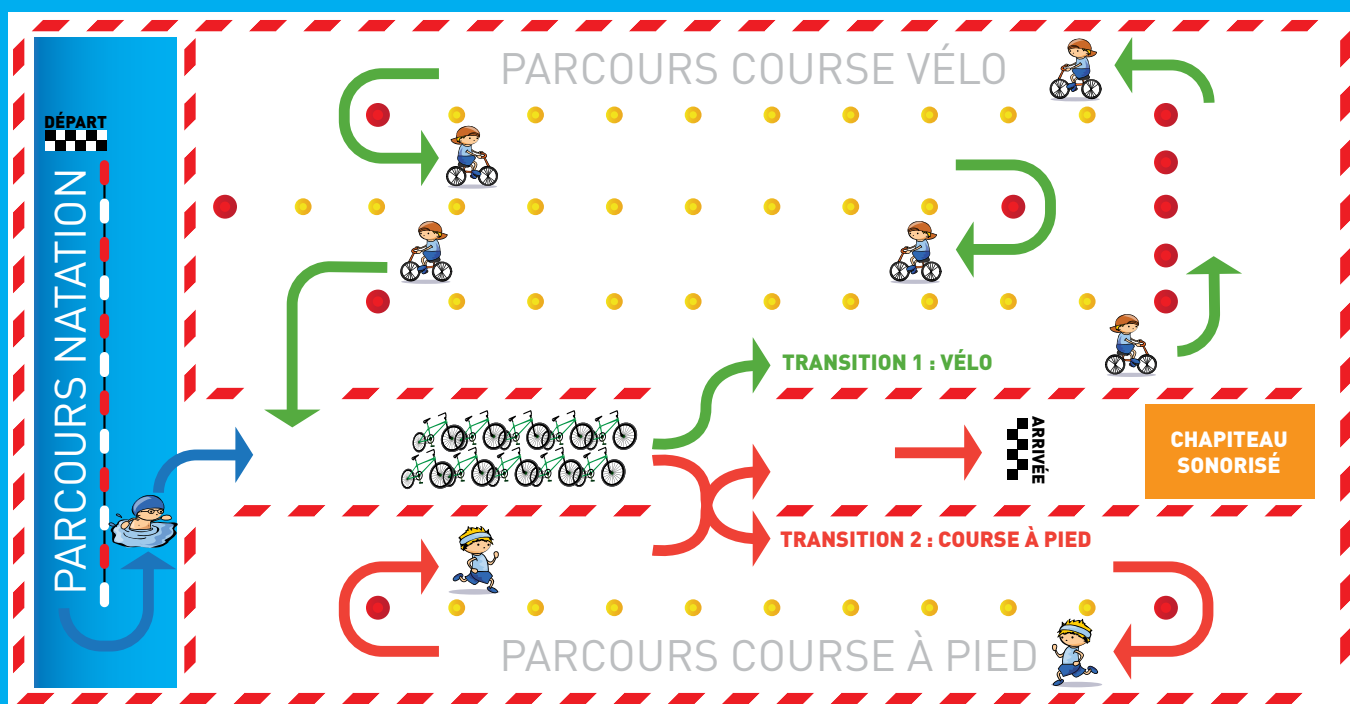 PARCOURS COURSE VÉLO
DÉPART
PARCOURS NATATION
TRANSITION 1 : VÉLO
ARRIVÉE
CHAPITEAU
SONORISÉ
TRANSITION 2 : COURSE À PIED
PARCOURS COURSE À PIED